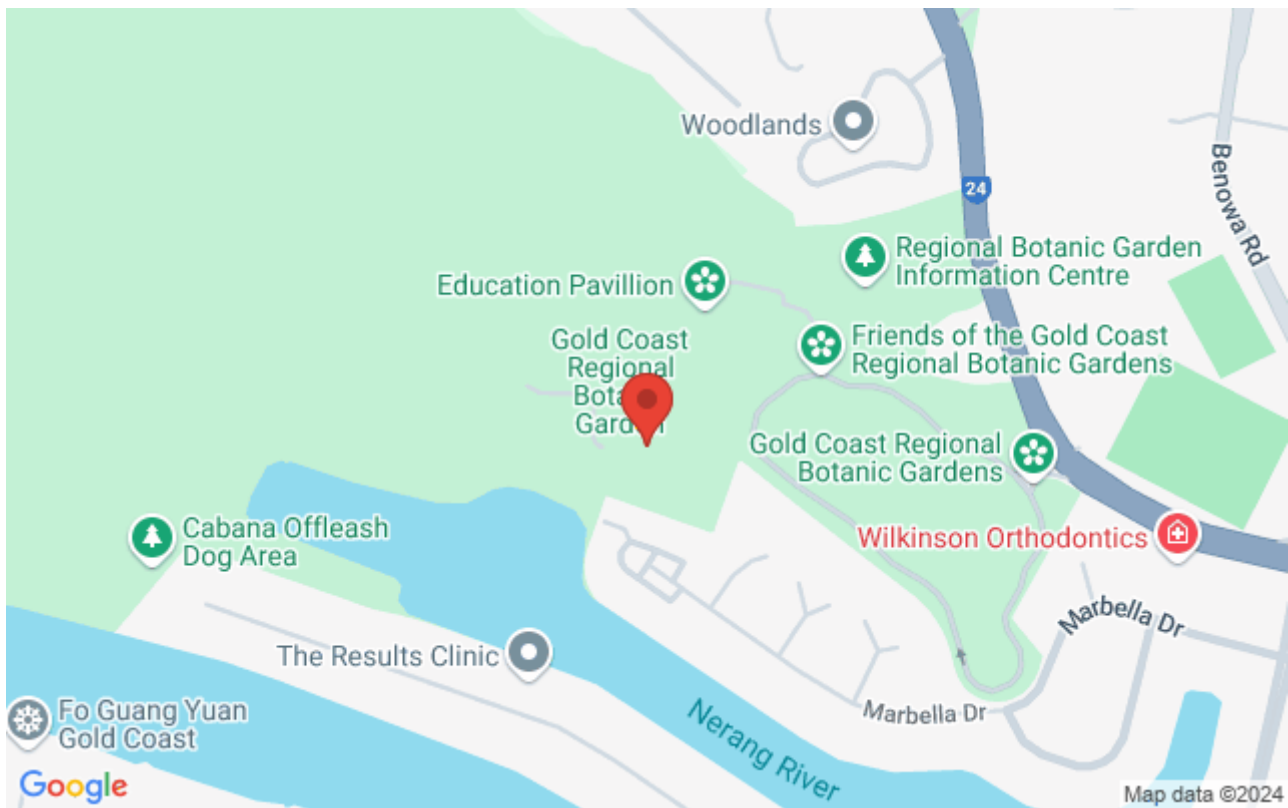 Woodlands
24
Benowa Rd
Regional Botanic Garden
Information Centre
Education Pavillion
Gold Coast
Regional
Botanic
Garden
Friends of the Gold Coast
Regional Botanic Gardens
Gold Coast Regional
Botanic Gardens
Cabana Offleash
Dog Area
Wilkinson Orthodontics
Marbella Dr
The Results Clinic
Marbella Dr
Fo Guang Yuan
Gold Coast
Nerang River
Google
Map data ©2024